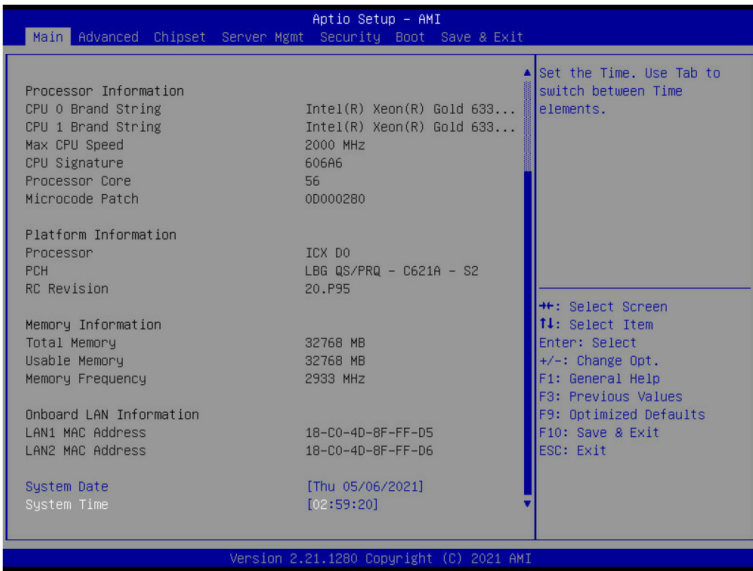 Aptio Setup – AMI
Main Advanced Chipset Server Mgmt Security Boot Save & Exit
Processor Information
CPU 0 Brand String Intel(R) Xeon(R) Gold 633...
CPU 1 Brand String Intel(R) Xeon(R) Gold 633...
Max CPU Speed 2000 MHz
CPU Signature 606A6
Processor Core 56
Microcode Patch 0D000280
Platform Information
Processor ICX D0
PCH LBG QS/PRQ - C621A - S2
RC Revision 20.P95
Memory Information
Total Memory 32768 MB
Usable Memory 32768 MB
Memory Frequency 2933 MHz
Onboard LAN Information
LAN1 MAC Address 18-C0-4D-8F-FF-D5
LAN2 MAC Address 18-C0-4D-8F-FF-D6
System Date [Thu 05/06/2021]
System Time [02:59:20]
Set the Time. Use Tab to
switch between Time
elements.
→←: Select Screen
↑↓: Select Item
Enter: Select
+/-: Change Opt.
F1: General Help
F3: Previous Values
F9: Optimized Defaults
F10: Save & Exit
ESC: Exit
Version 2.21.1280 Copyright (C) 2021 AMI